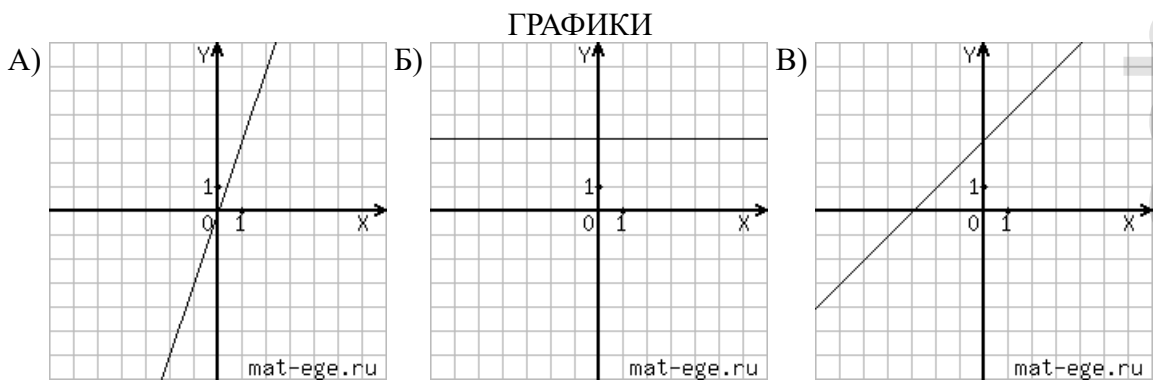 ГРАФИКИ
А) Б) В)
Y Y Y
1 1 1
0 1 X 0 1 X 0 1 X
mat-ege.ru mat-ege.ru mat-ege.ru